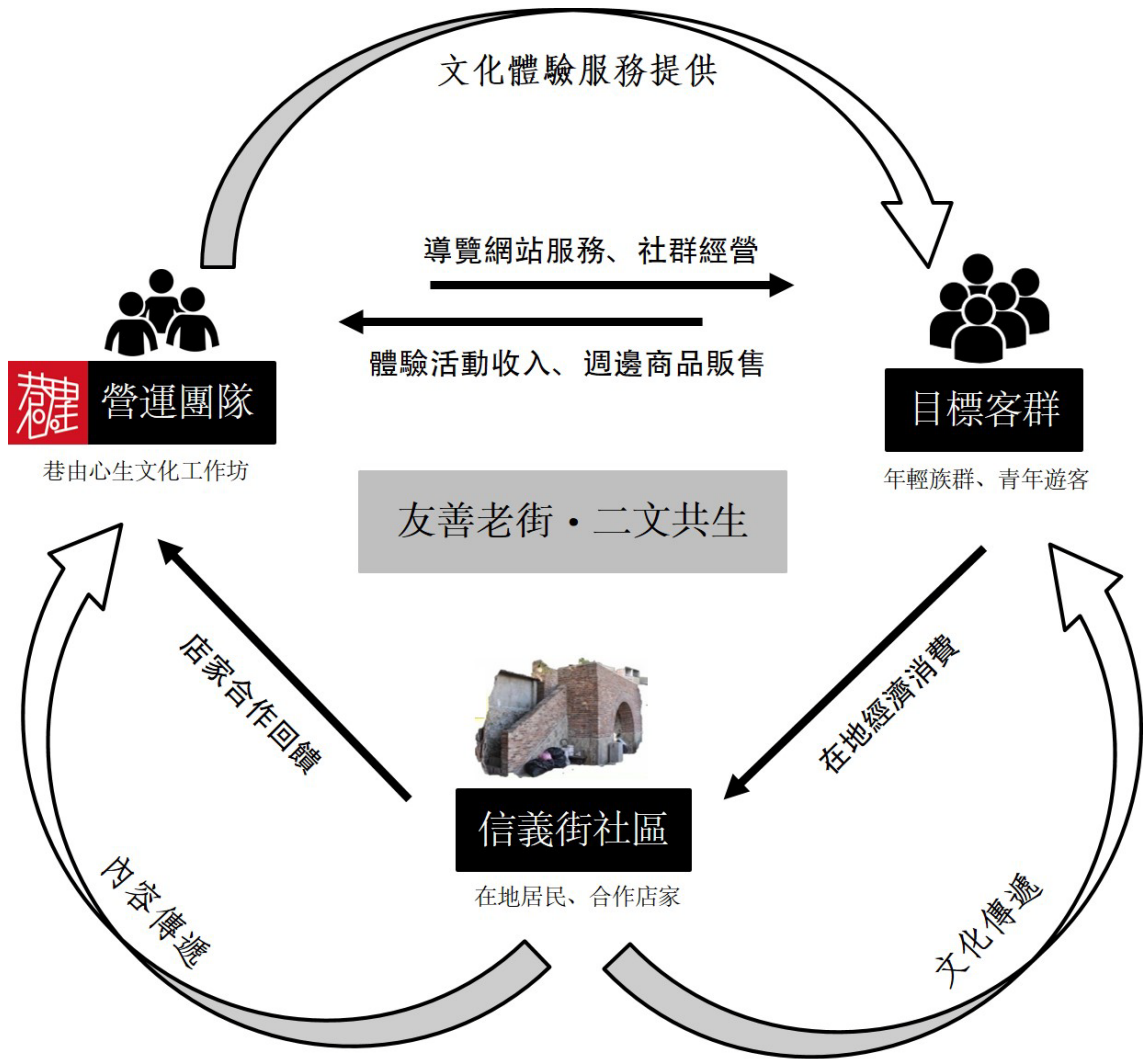 文化體驗服務提供
導覽網站服務、社群經營
體驗活動收入、週邊商品販售
巷弄
營運團隊
巷由心生文化工作坊
目標客群
年輕族群、青年遊客
友善老街・二文共生
店家合作回饋
在地經濟消費
信義街社區
在地居民、合作店家
內容傳遞
文化傳遞